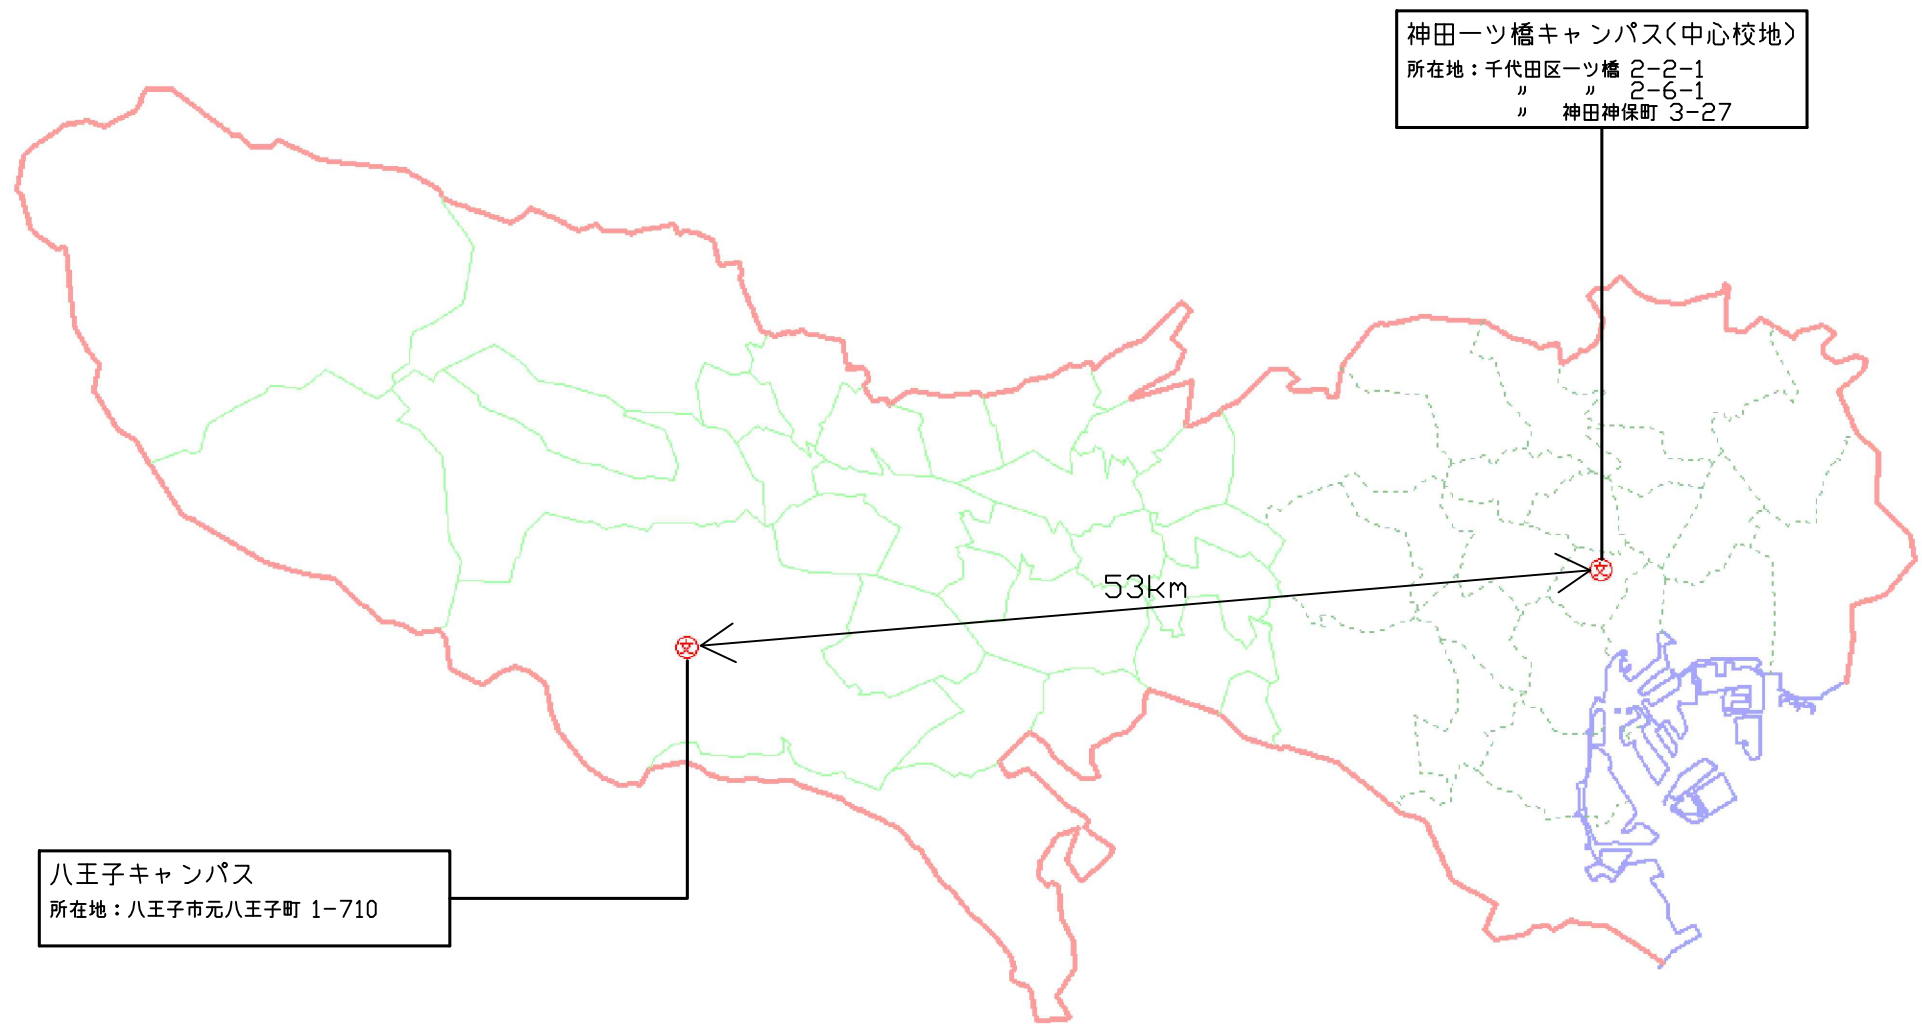 神田一ツ橋キャンパス(中心校地)
所在地：千代田区一ツ橋 2-2-1
〃 〃 2-6-1
〃 神田神保町 3-27
文
53km
文
八王子キャンパス
所在地：八王子市元八王子町 1-710